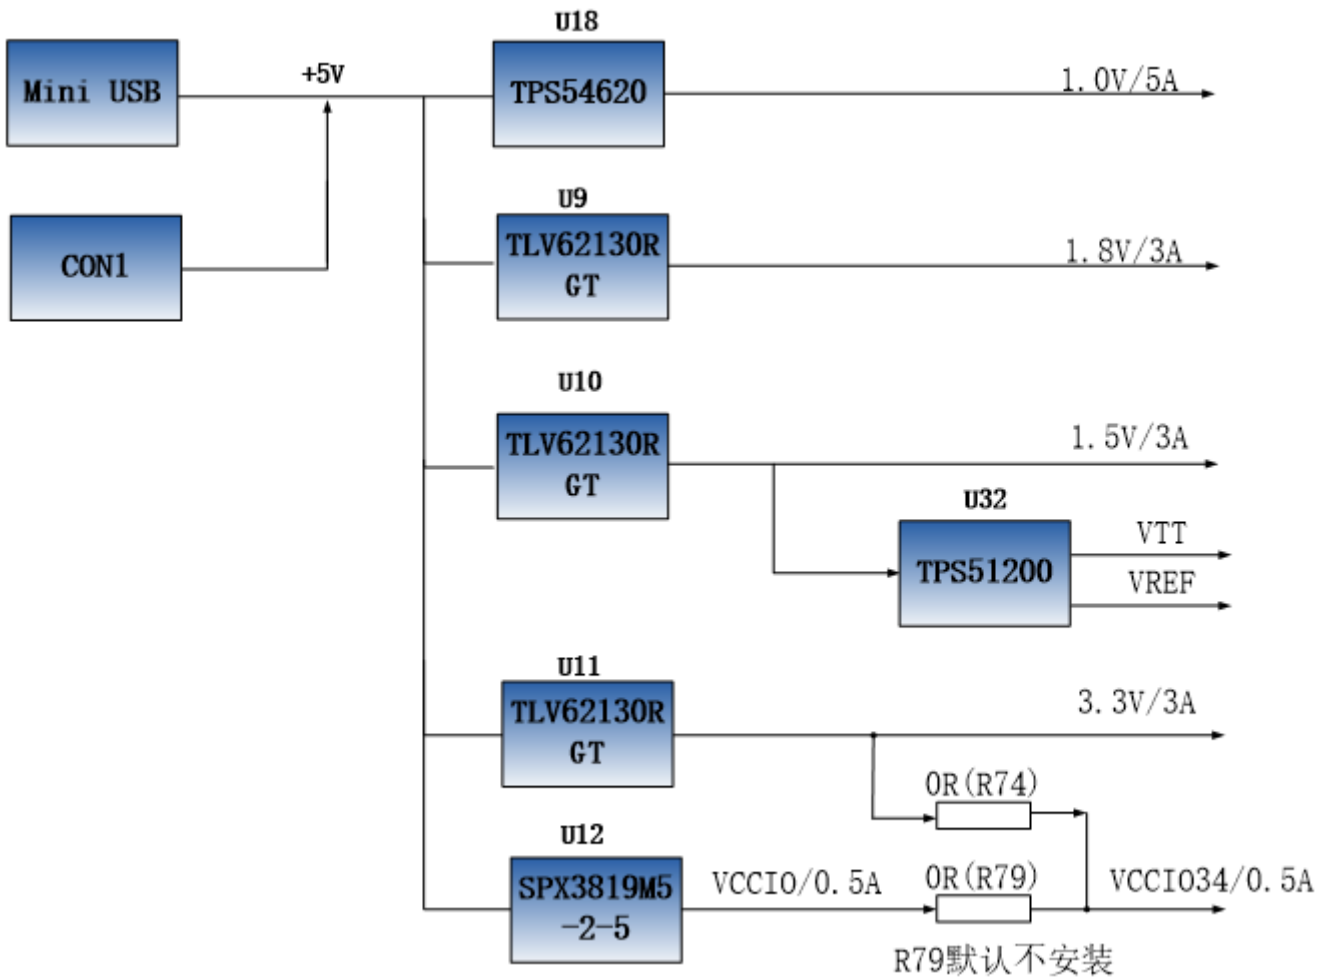 U18
Mini USB
+5V
TPS54620
1.0V/5A
U9
CON1
TLV62130R
GT
1.8V/3A
U10
TLV62130R
GT
1.5V/3A
U32
TPS51200
VTT
VREF
U11
TLV62130R
GT
3.3V/3A
0R(R74)
U12
SPX3819M5
-2-5
VCCIO/0.5A
0R(R79)
VCCIO34/0.5A
R79默认不安装